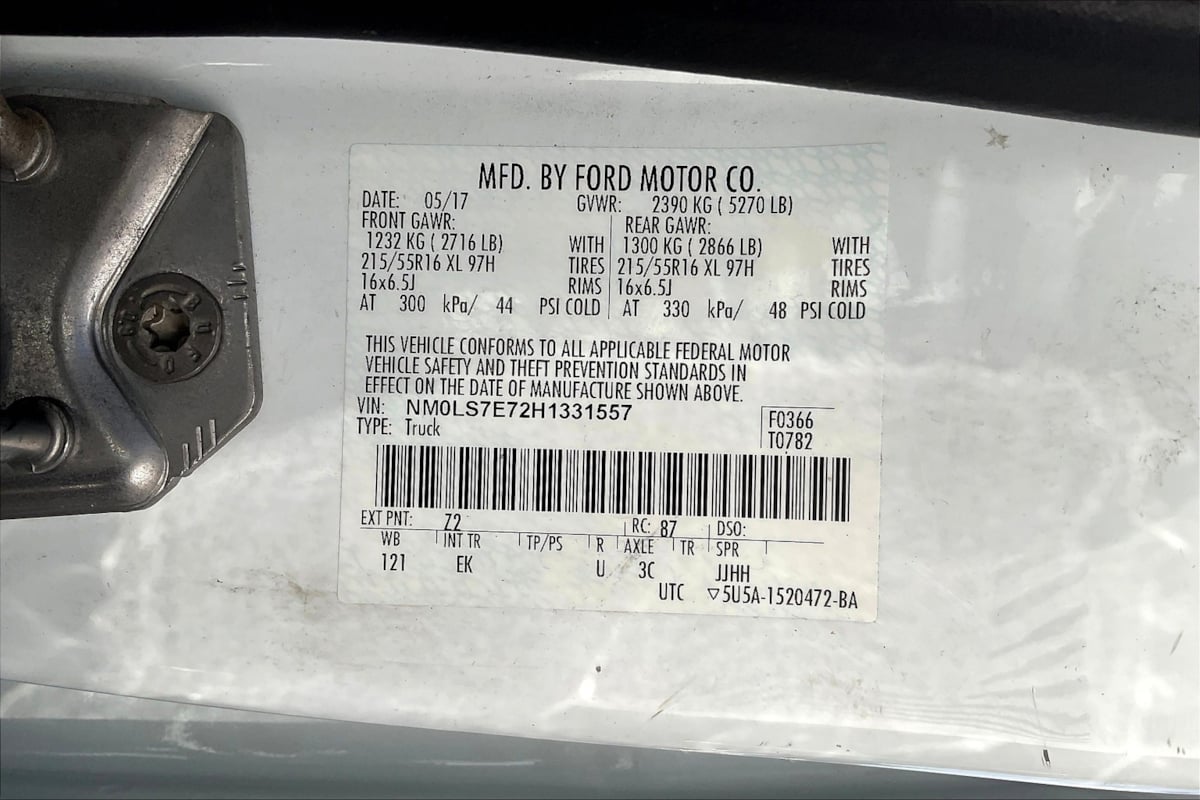 MFD. BY FORD MOTOR CO.
DATE: 05/17 GVWR: 2390 KG ( 5270 LB)
FRONT GAWR: REAR GAWR:
1232 KG ( 2716 LB) WITH 1300 KG ( 2866 LB) WITH
215/55R16 XL 97H TIRES 215/55R16 XL 97H TIRES
16x6.5J RIMS 16x6.5J RIMS
AT 300 kPa/ 44 PSI COLD AT 330 kPa/ 48 PSI COLD
THIS VEHICLE CONFORMS TO ALL APPLICABLE FEDERAL MOTOR
VEHICLE SAFETY AND THEFT PREVENTION STANDARDS IN
EFFECT ON THE DATE OF MANUFACTURE SHOWN ABOVE.
VIN: NM0LS7E72H1331557 F0366
TYPE: Truck T0782
EXT PNT: Z2 RC: 87 DSO:
WB INT TR TP/PS R AXLE TR SPR
121 EK U 3C JJHH
UTC ▽5U5A-1520472-BA